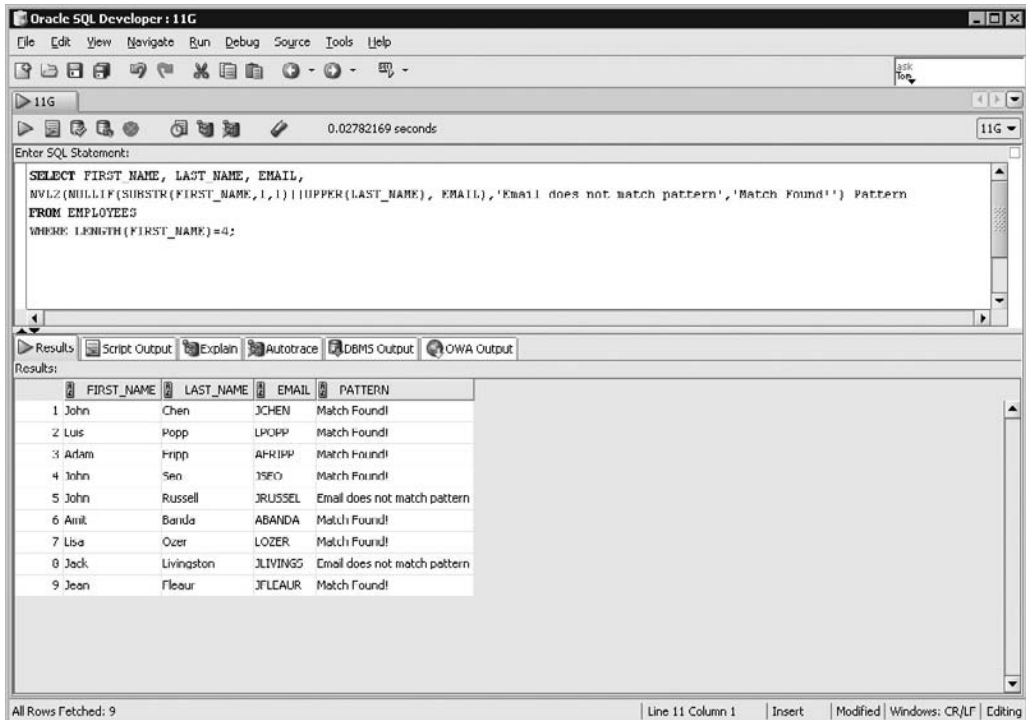 Oracle SQL Developer : 11G
File Edit View Navigate Run Debug Source Tools Help
ask
Tom
11G
0.02782169 seconds
11G
Enter SQL Statement:
SELECT FIRST_NAME, LAST_NAME, EMAIL,
NVL2(NULLIF(SUBSTR(FIRST_NAME,1,1)||UPPER(LAST_NAME), EMAIL),'Email does not match pattern','Match Found!') Pattern
FROM EMPLOYEES
WHERE LENGTH(FIRST_NAME)=4;
Results Script Output Explain Autotrace DBMS Output OWA Output
Results:
FIRST_NAME LAST_NAME EMAIL PATTERN
1 John Chen JCHEN Match Found!
2 Luis Popp LPOPP Match Found!
3 Adam Fripp AFRIPP Match Found!
4 John Seo JSEO Match Found!
5 John Russell JRUSSEL Email does not match pattern
6 Amit Banda ABANDA Match Found!
7 Lisa Ozer LOZER Match Found!
8 Jack Livingston JLIVINGS Email does not match pattern
9 Jean Fleaur JFLEAUR Match Found!
All Rows Fetched: 9
Line 11 Column 1 Insert Modified Windows: CR/LF Editing